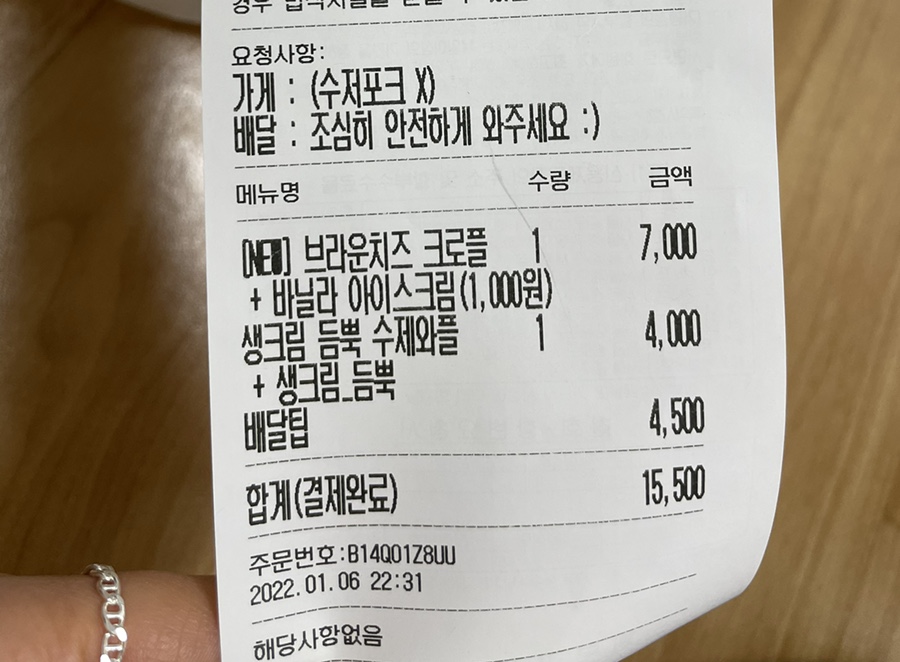 경우
요청사항:
가게 : (수저포크 X)
배달 : 조심히 안전하게 와주세요 :)
메뉴명 수량 금액
[NEW] 브라운치즈 크로플 1 7,000
+ 바닐라 아이스크림(1,000원)
생크림 듬뿍 수제와플 1 4,000
+ 생크림_듬뿍
배달팁 4,500
합계(결제완료) 15,500
주문번호:B14Q01Z8UU
2022.01.06 22:31
해당사항없음